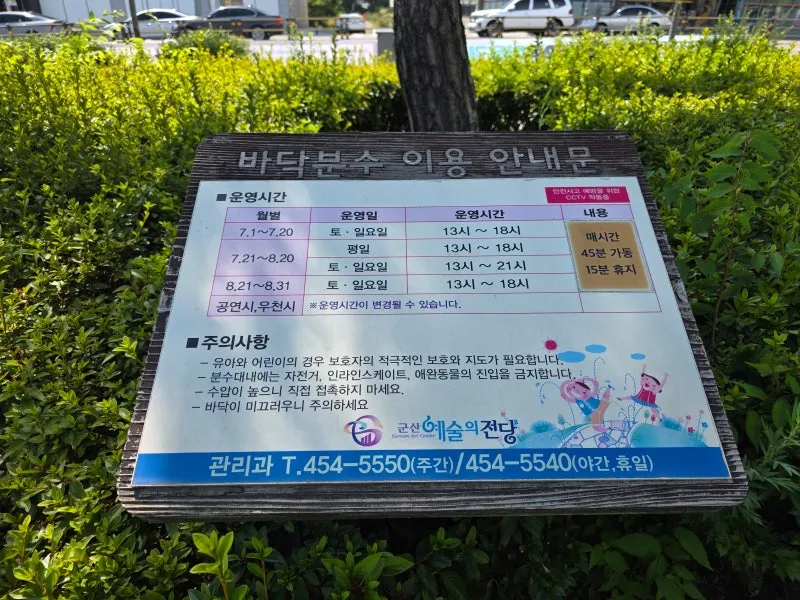 바닥분수 이용 안내문
■운영시간
안전사고 예방을 위한
CCTV 작동중
월별 운영일 운영시간 내용
7.1~7.20 토·일요일 13시 ~ 18시
7.21~8.20 평일 13시 ~ 18시
토·일요일 13시 ~ 21시
8.21~8.31 토·일요일 13시 ~ 18시
매시간
45분 가동
15분 휴지
공연시,우천시 ※운영시간이 변경될 수 있습니다.
■주의사항
- 유아와 어린이의 경우 보호자의 적극적인 보호와 지도가 필요합니다.
- 분수대내에는 자전거, 인라인스케이트, 애완동물의 진입을 금지합니다.
- 수압이 높으니 직접 접촉하지 마세요.
- 바닥이 미끄러우니 주의하세요
군산 예술의전당
Gunsan Art Center
관리과 T.454-5550(주간)/454-5540(야간,휴일)